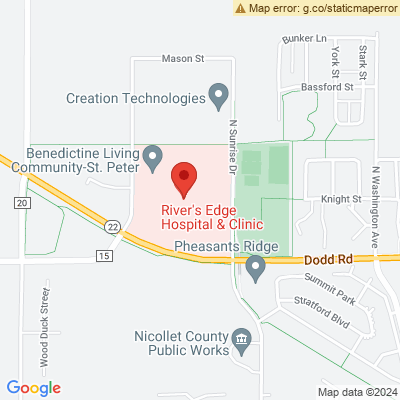 Map error: g.co/staticmaperror
Bunker Ln
Mason St
York St
Stark St
Bassford St
Creation Technologies
N Sunrise Dr
Benedictine Living
Community-St. Peter
N Washington Ave
River's Edge
Hospital & Clinic
Knight St
20
22
Pheasants Ridge
15
Dodd Rd
Summit Park
Wood Duck Street
Stratford Blvd
Nicollet County
Public Works
Google
Map data ©2024